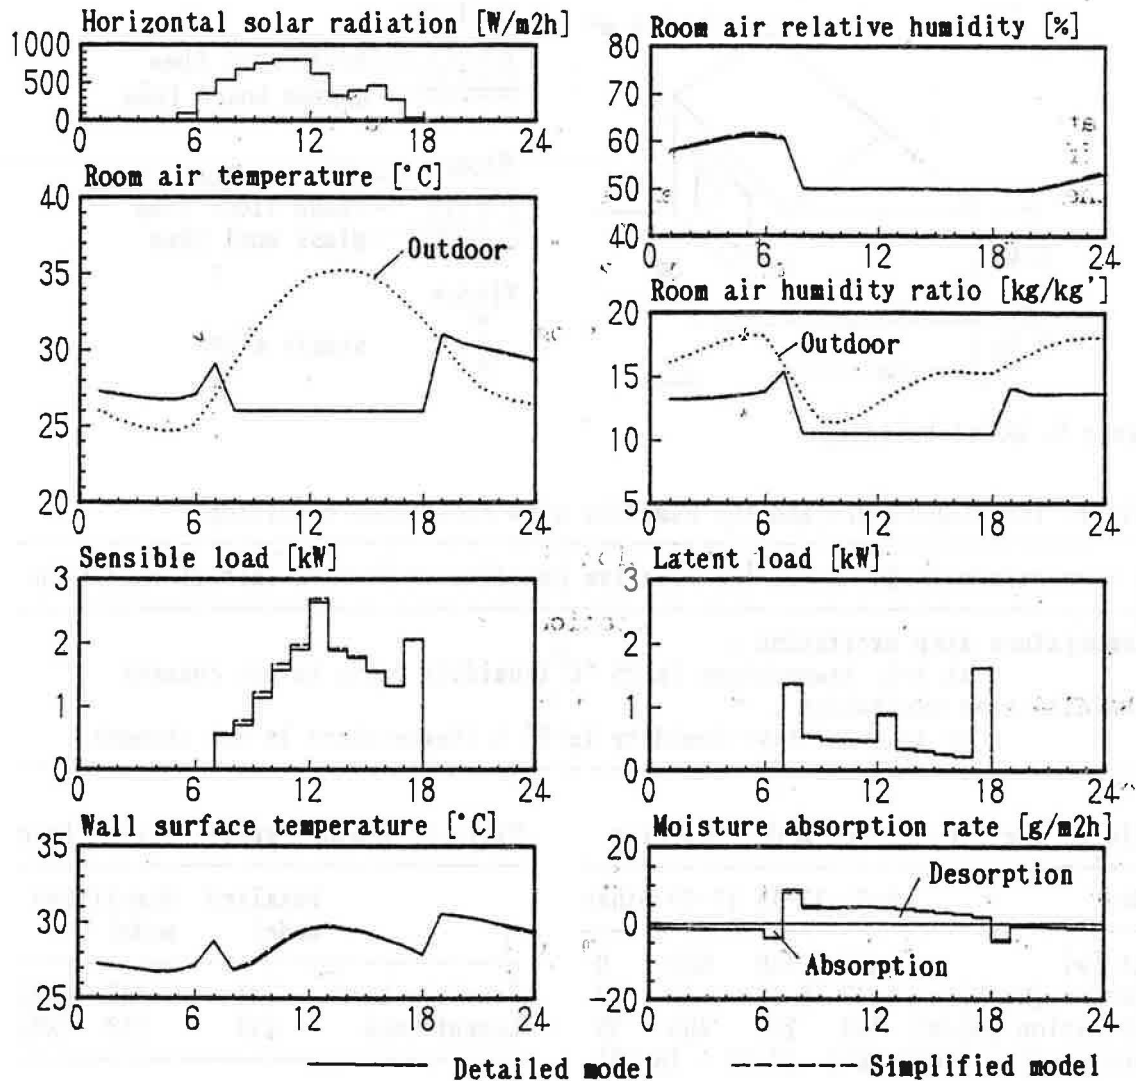 Horizontal solar radiation [W/m2h]
1000
500
0
0 6 12 18 24
Room air temperature [°C]
40
35
30
25
20
Outdoor
0 6 12 18 24
Sensible load [kW]
3
2
1
0
0 6 12 18 24
Wall surface temperature [°C]
35
30
25
0 6 12 18 24
Room air relative humidity [%]
80
70
60
50
40
0 6 12 18 24
Room air humidity ratio [kg/kg']
20
15
10
5
Outdoor
0 6 12 18 24
Latent load [kW]
3
2
1
0
0 6 12 18 24
Moisture absorption rate [g/m2h]
20
0
-20
Desorption
Absorption
0 6 12 18 24
Detailed model
Simplified model